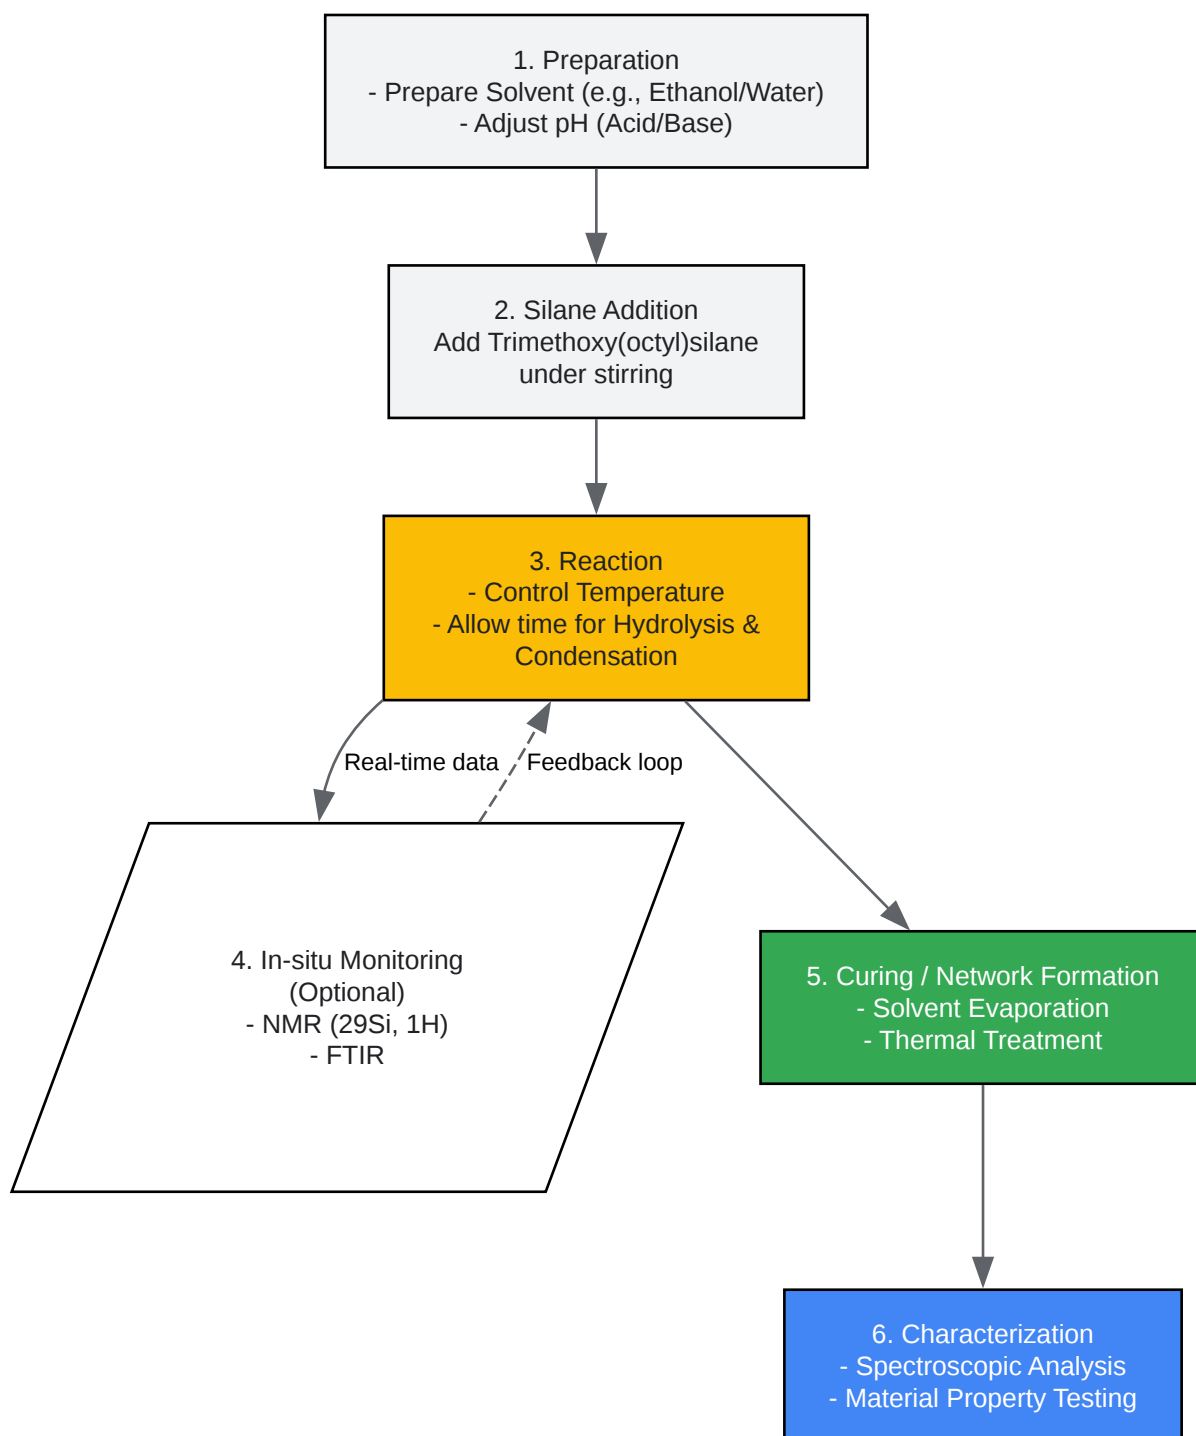 1. Preparation
- Prepare Solvent (e.g., Ethanol/Water)
- Adjust pH (Acid/Base)
2. Silane Addition
Add Trimethoxy(octyl)silane
under stirring
3. Reaction
- Control Temperature
- Allow time for Hydrolysis &
Condensation
Real-time data
Feedback loop
4. In-situ Monitoring
(Optional)
- NMR (29Si, 1H)
- FTIR
5. Curing / Network Formation
- Solvent Evaporation
- Thermal Treatment
6. Characterization
- Spectroscopic Analysis
- Material Property Testing